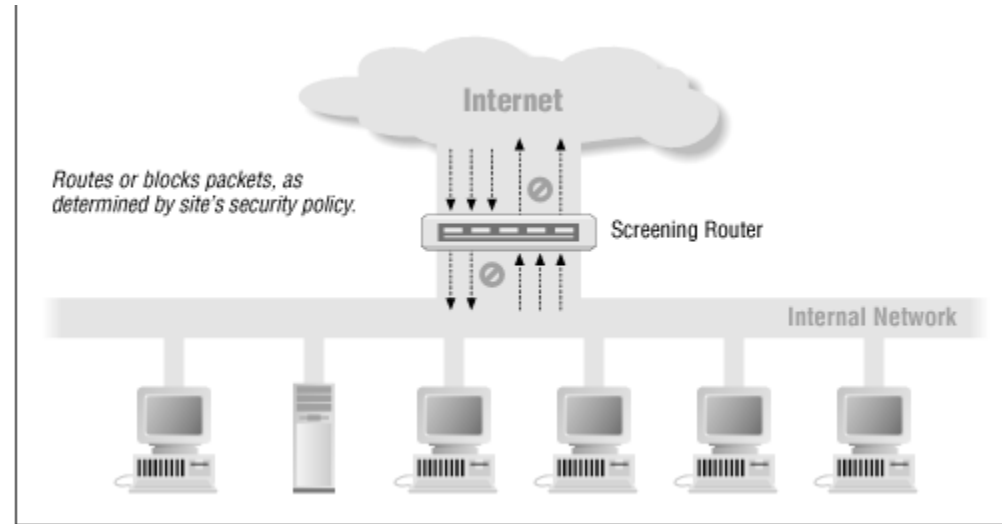 Internet
Routes or blocks packets, as
determined by site's security policy.
Screening Router
Internal Network